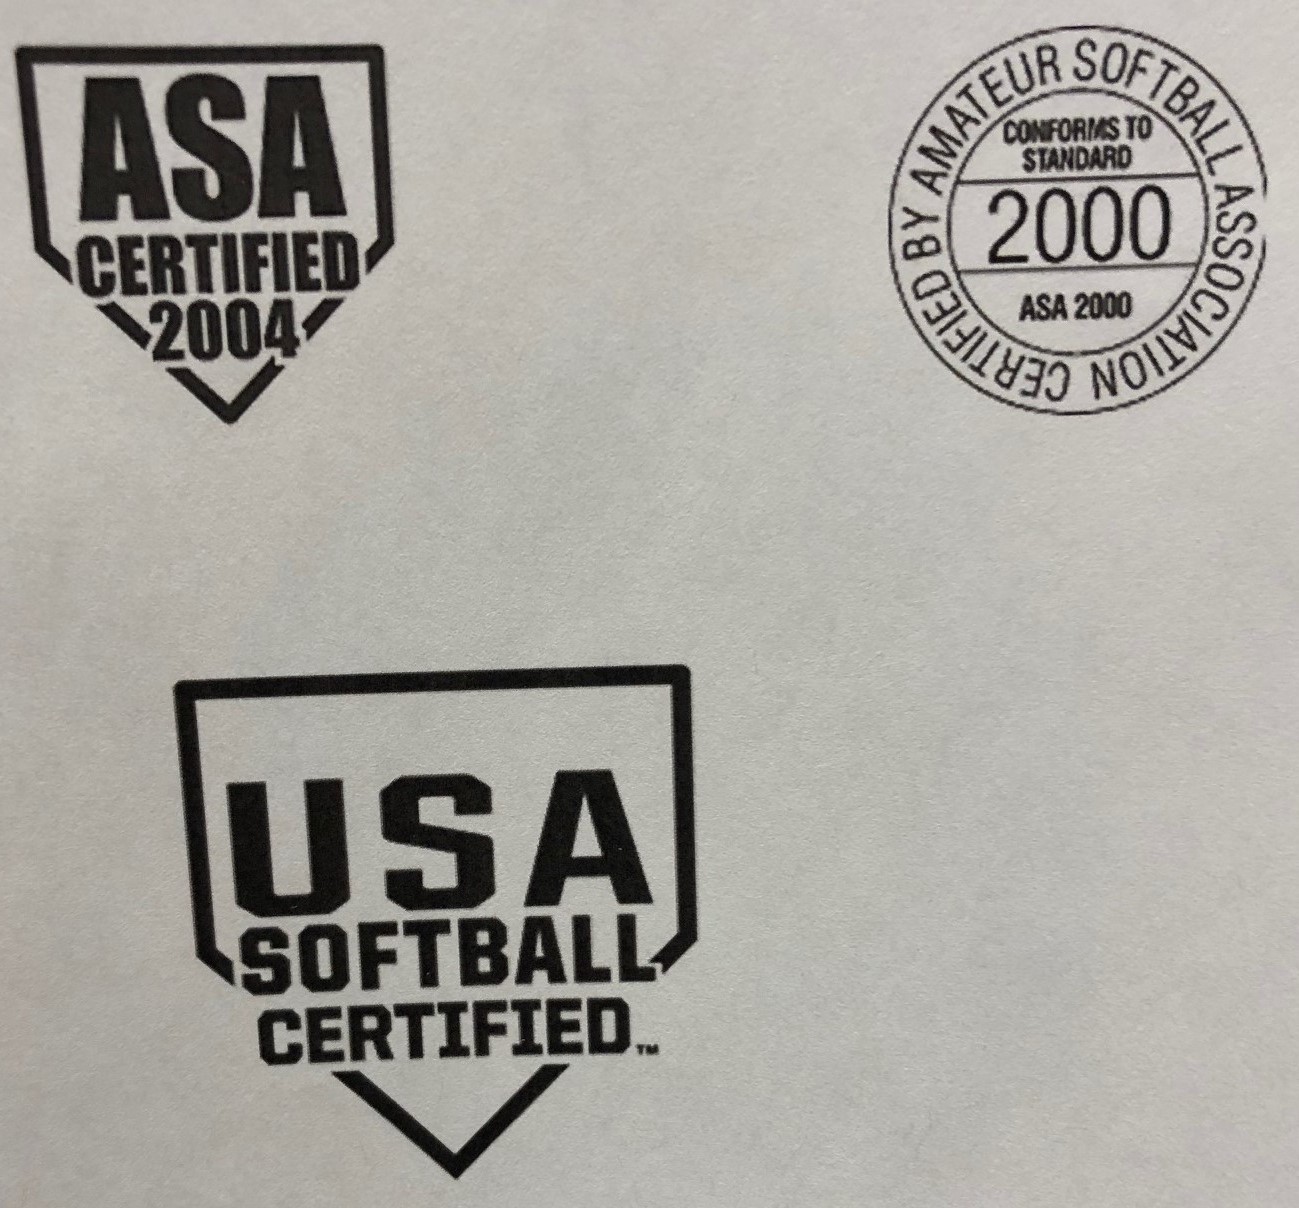 ASA
CERTIFIED
2004
CERTIFIED BY AMATEUR SOFTBALL ASSOCIATION
CONFORMS TO
STANDARD
2000
ASA 2000
USA
SOFTBALL
CERTIFIED™